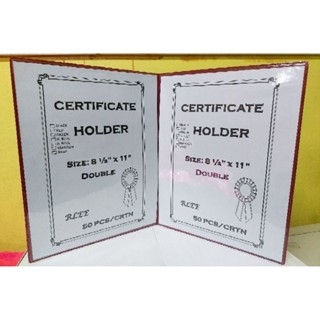 CERTIFICATE
HOLDER
SIZE: 8 ½" X 11"
DOUBLE
RLEE
50 PCS/CRTN
CERTIFICATE
HOLDER
SIZE: 8 ½" X 11"
DOUBLE
RLEE
50 PCS/CRTN